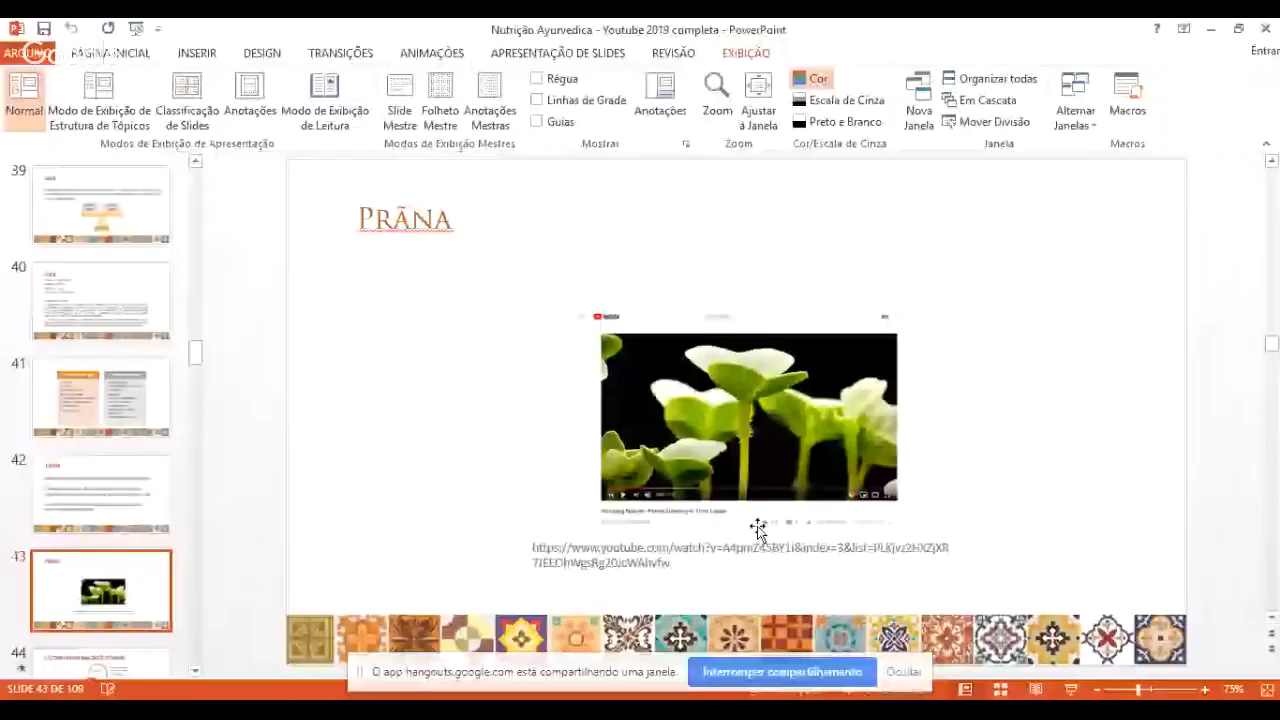 Nutrição Ayurvedica - Youtube 2019 completa - PowerPoint
ARQUIVO PÁGINA INICIAL INSERIR DESIGN TRANSIÇÕES ANIMAÇÕES APRESENTAÇÃO DE SLIDES REVISÃO EXIBIÇÃO Entrar
Normal
Modo de Exibição de Estrutura de Tópicos
Classificação de Slides
Anotações
Modo de Exibição de Leitura
Modos de Exibição de Apresentação
Slide Mestre
Folheto Mestre
Anotações Mestras
Modos de Exibição Mestres
Régua
Linhas de Grade
Guias
Mostrar
Anotações
Zoom
Ajustar à Janela
Zoom
Cor
Escala de Cinza
Preto e Branco
Cor/Escala de Cinza
Nova Janela
Organizar todas
Em Cascata
Mover Divisão
Janela
Alternar Janelas
Macros
Macros
39
40
41
42
43
44
PRÃNA
O app hangouts.google.com está compartilhando uma janela.
Interromper compartilhamento
Ocultar
SLIDE 43 DE 109
75%